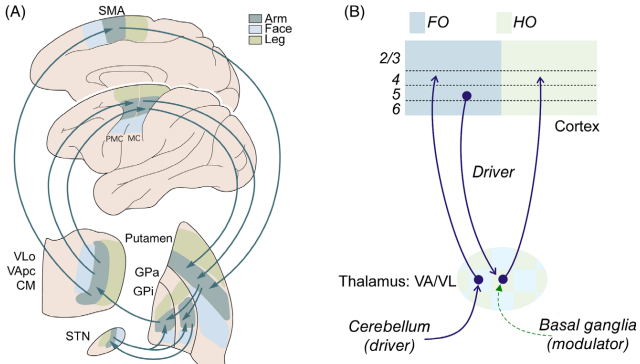 (A)
SMA
Arm
Face
Leg
PMC MC
Putamen
VLo
VApc
CM
GPa
GPi
STN
(B)
FO HO
2/3
4
5
6
Cortex
Driver
Thalamus: VA/VL
Cerebellum
(driver)
Basal ganglia
(modulator)